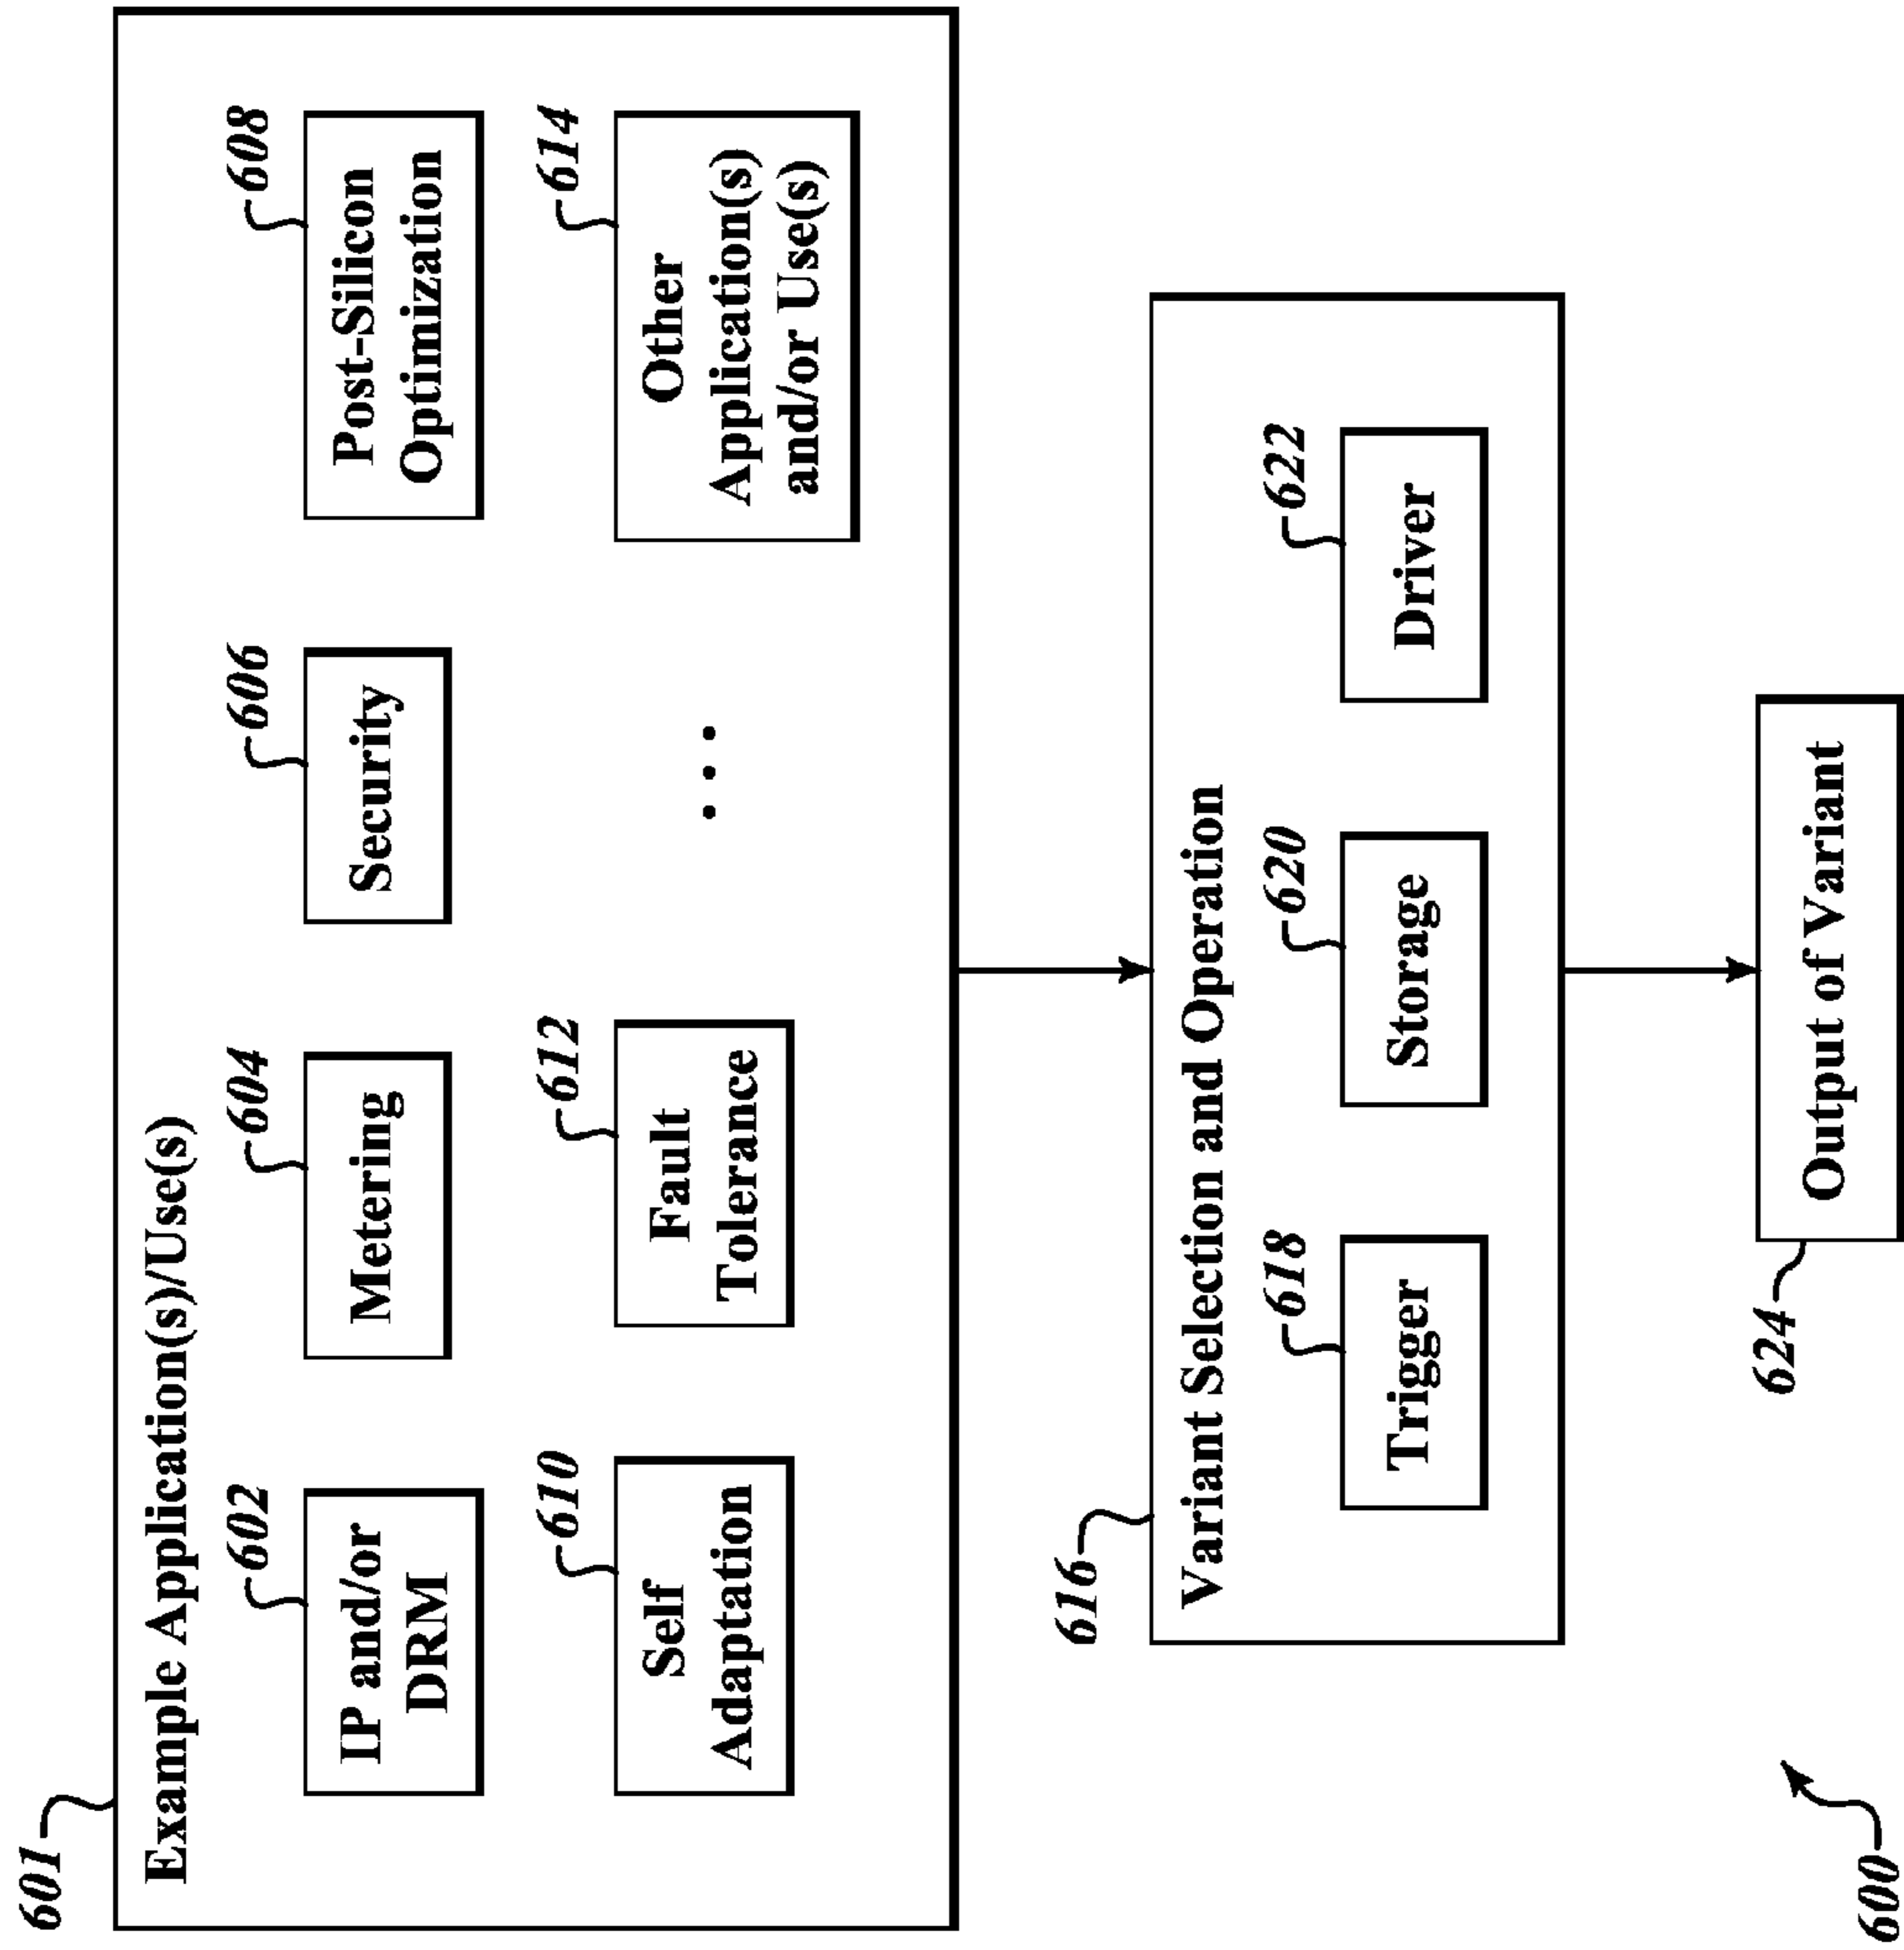 601
Example Application(s)/Use(s)
602
604
606
608
IP and/or
DRM
Metering
Security
Post-Silicon
Optimization
610
612
614
Self
Adaptation
Fault
Tolerance
. . .
Other
Application(s)
and/or Use(s)
616
Variant Selection and Operation
618
620
622
Trigger
Storage
Driver
624
Output of Variant
600